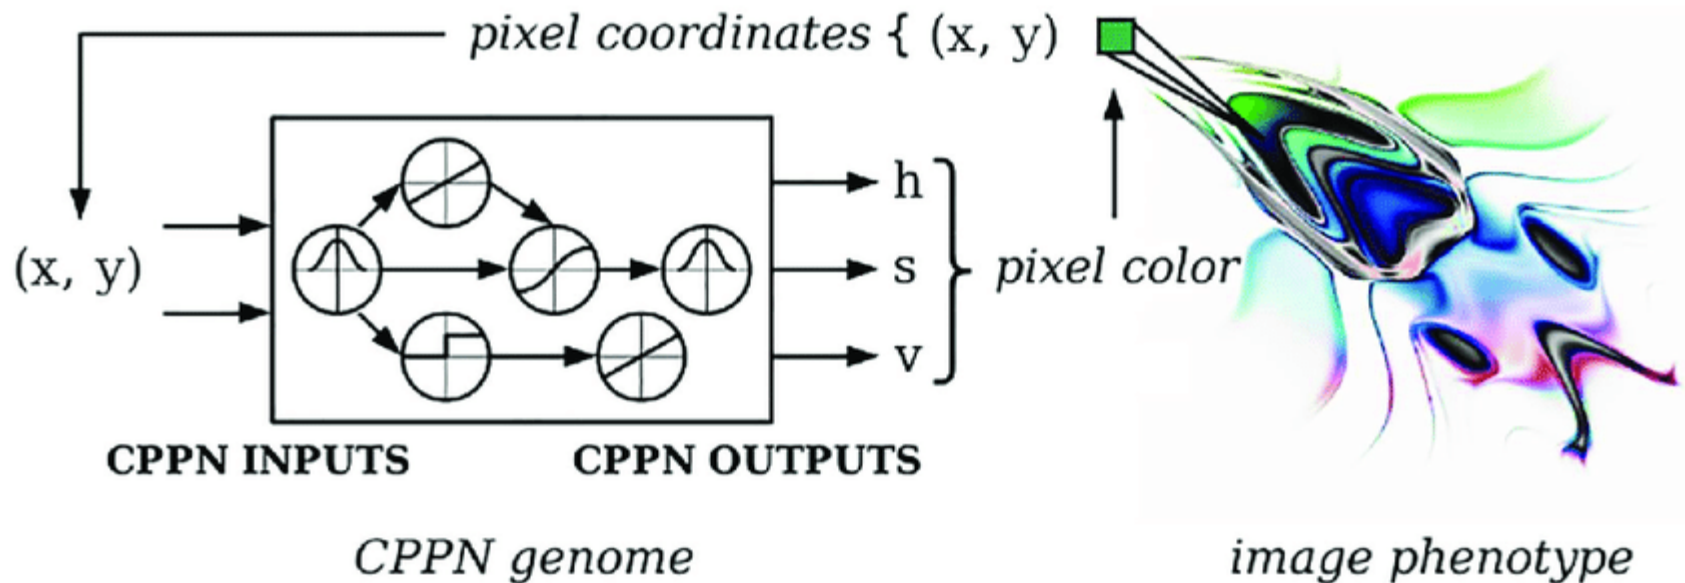 pixel coordinates { (x, y)
(x, y)
h
s
v
pixel color
CPPN INPUTS
CPPN OUTPUTS
CPPN genome
image phenotype